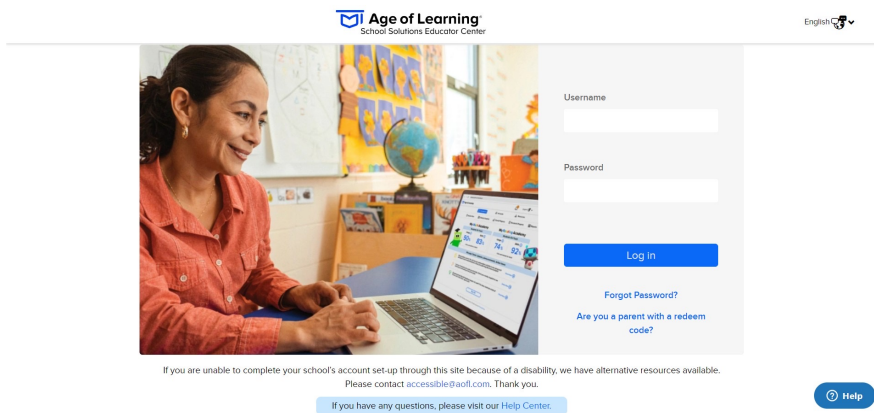 Age of Learning
School Solutions Educator Center
English
Username
Password
Log in
Forgot Password?
Are you a parent with a redeem
code?
If you are unable to complete your school's account set-up through this site because of a disability, we have alternative resources available.
Please contact accessible@aofl.com. Thank you.
If you have any questions, please visit our Help Center.
Help